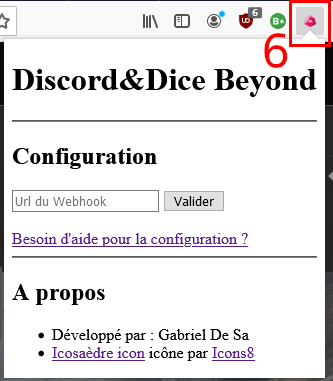 6
B+
6
Discord&Dice Beyond
Configuration
Url du Webhook
Valider
Besoin d'aide pour la configuration ?
A propos
Développé par : Gabriel De Sa
Icosaèdre icon icône par Icons8